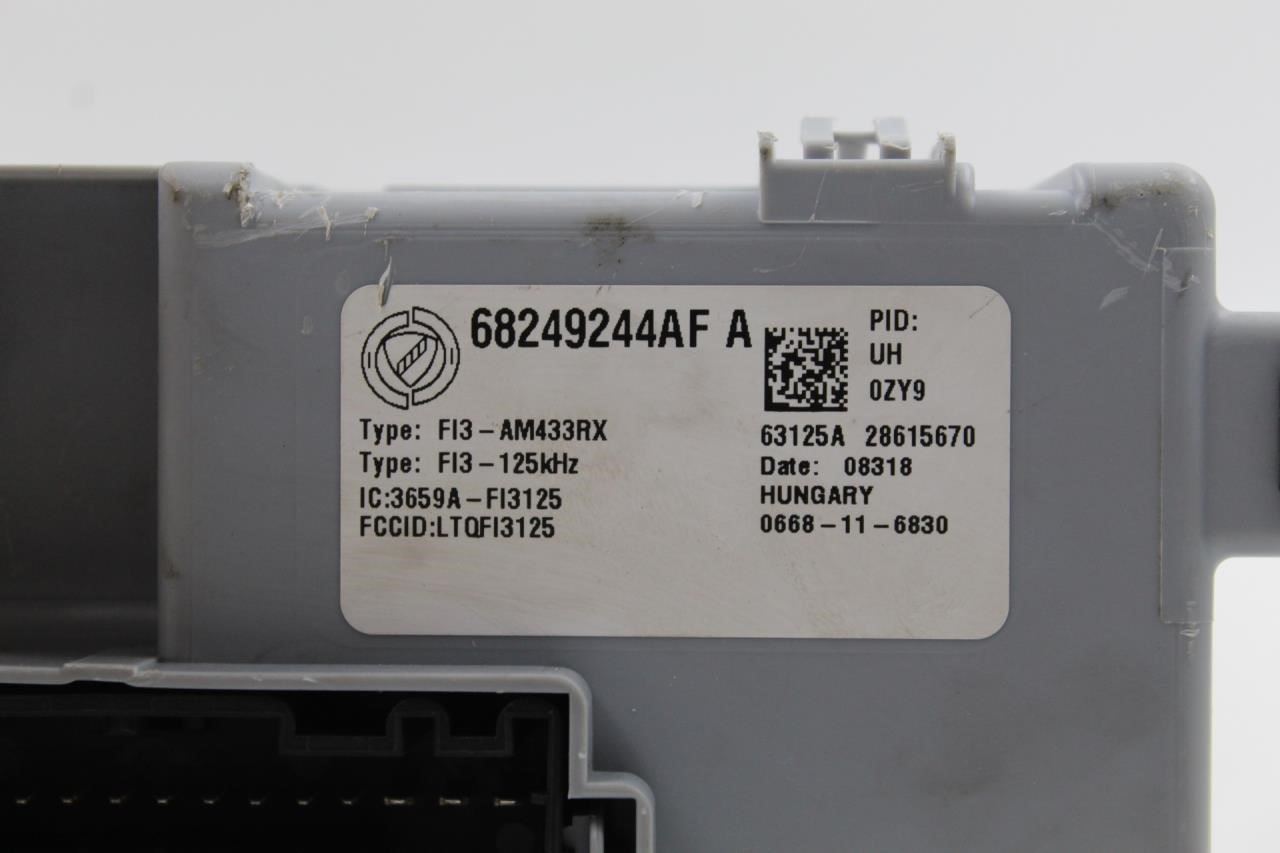 68249244AF A
PID:
UH
0ZY9
Type: FI3-AM433RX
Type: FI3-125kHz
IC:3659A-FI3125
FCCID:LTQFI3125
63125A 28615670
Date: 08318
HUNGARY
0668-11-6830